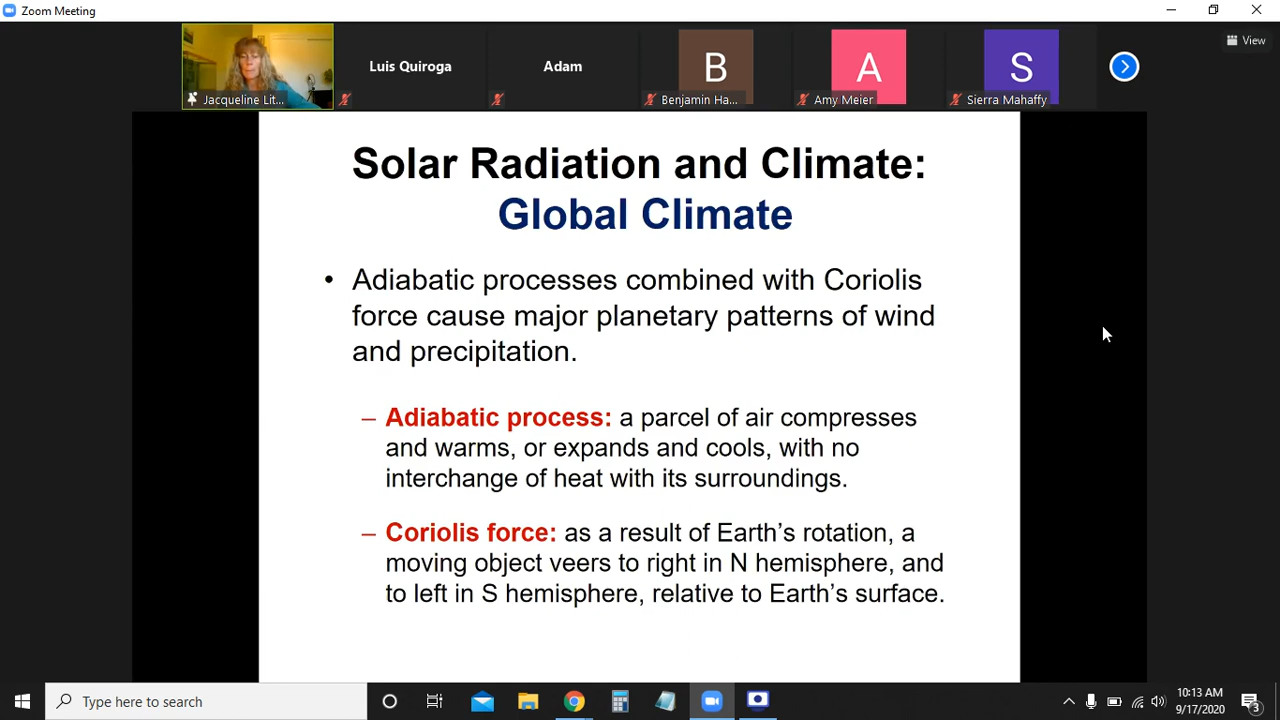 Zoom Meeting
View
Luis Quiroga
Adam
B
A
S
Jacqueline Lit...
Benjamin Ha...
Amy Meier
Sierra Mahaffy
Solar Radiation and Climate:
Global Climate
• Adiabatic processes combined with Coriolis
force cause major planetary patterns of wind
and precipitation.
– Adiabatic process: a parcel of air compresses
and warms, or expands and cools, with no
interchange of heat with its surroundings.
– Coriolis force: as a result of Earth’s rotation, a
moving object veers to right in N hemisphere, and
to left in S hemisphere, relative to Earth’s surface.
Type here to search
10:13 AM
9/17/2020
3